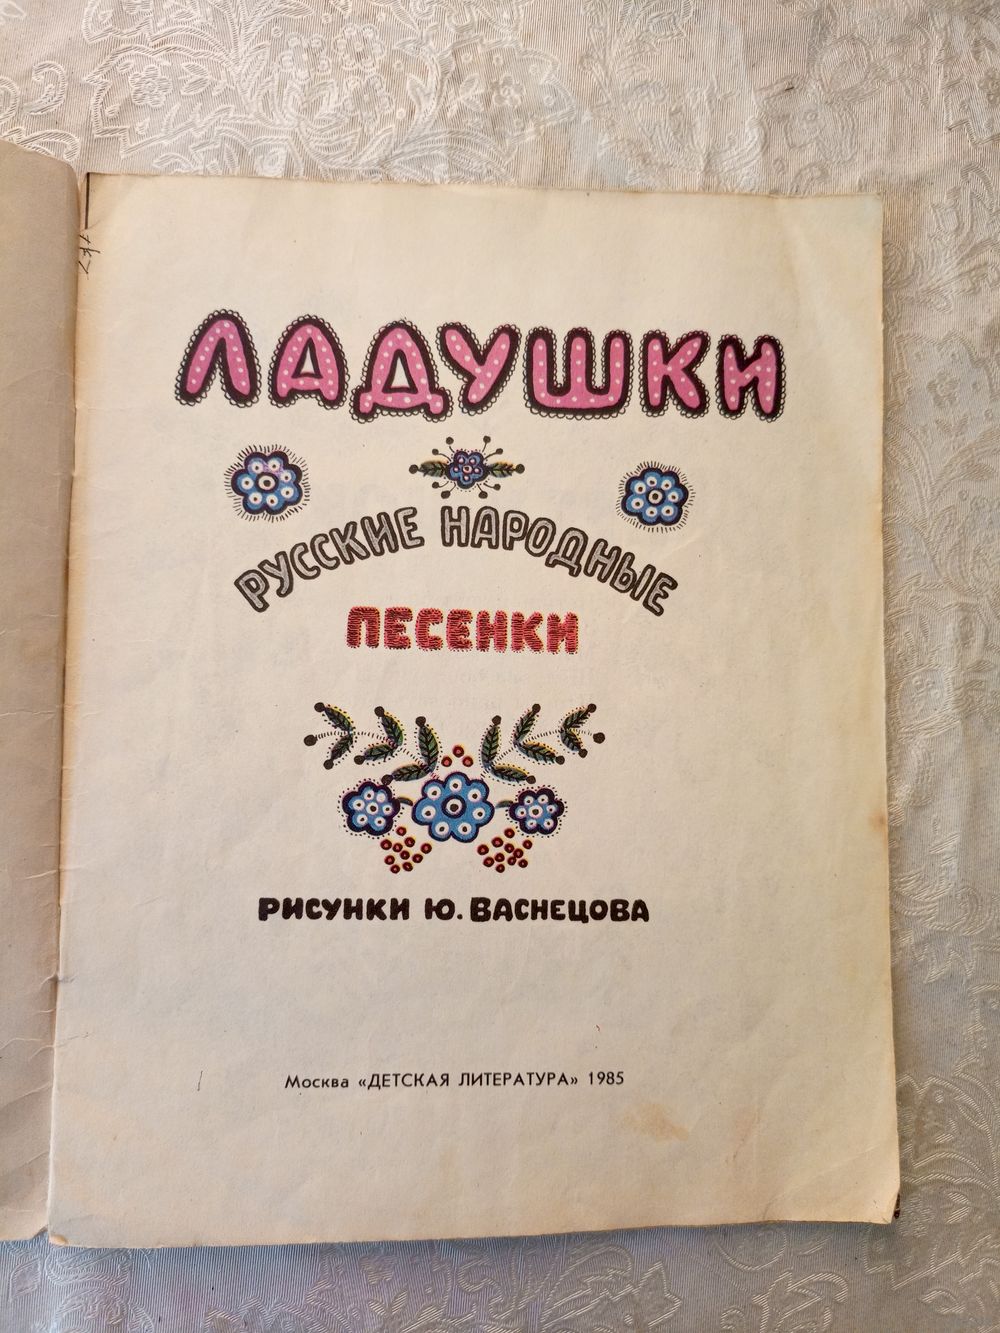 ЛАДУШКИ
РУССКИЕ НАРОДНЫЕ
ПЕСЕНКИ
РИСУНКИ Ю. ВАСНЕЦОВА
Москва «ДЕТСКАЯ ЛИТЕРАТУРА» 1985